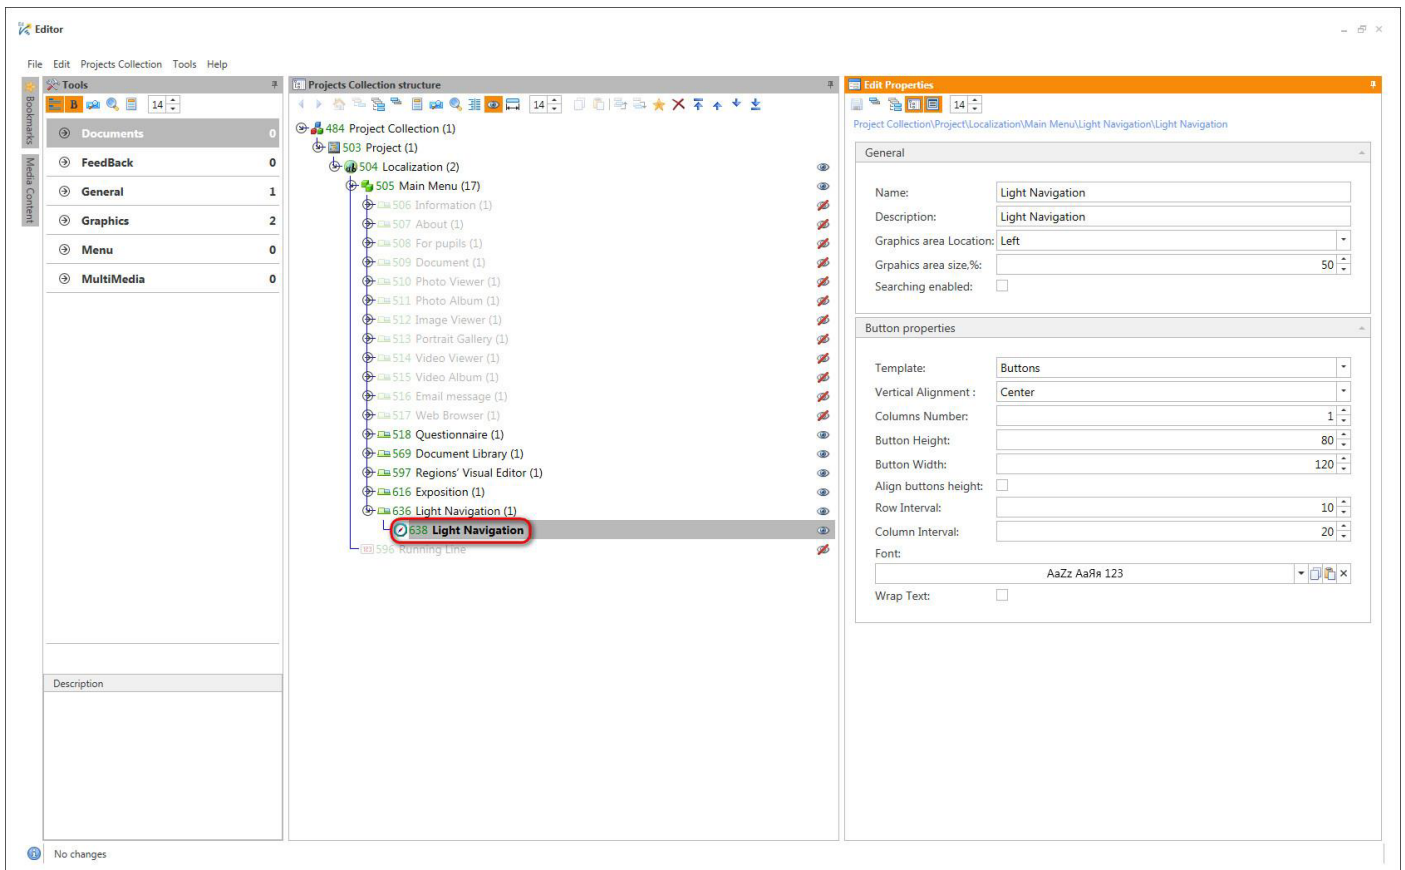 Editor
File Edit Projects Collection Tools Help
Bookmarks
Media Content
Tools
B 14
Documents 0
FeedBack 0
General 1
Graphics 2
Menu 0
MultiMedia 0
Description
Projects Collection structure
14
484 Project Collection (1)
503 Project (1)
504 Localization (2)
505 Main Menu (17)
506 Information (1)
507 About (1)
508 For pupils (1)
509 Document (1)
510 Photo Viewer (1)
511 Photo Album (1)
512 Image Viewer (1)
513 Portrait Gallery (1)
514 Video Viewer (1)
515 Video Album (1)
516 Email message (1)
517 Web Browser (1)
518 Questionnaire (1)
569 Document Library (1)
597 Regions' Visual Editor (1)
616 Exposition (1)
636 Light Navigation (1)
638 Light Navigation
596 Running Line
Edit Properties
14
Project Collection\Project\Localization\Main Menu\Light Navigation\Light Navigation
General
Name: Light Navigation
Description: Light Navigation
Graphics area Location: Left
Grpahics area size,%: 50
Searching enabled:
Button properties
Template: Buttons
Vertical Alignment : Center
Columns Number: 1
Button Height: 80
Button Width: 120
Align buttons height:
Row Interval: 10
Column Interval: 20
Font:
AaZz АаЯя 123
Wrap Text:
No changes